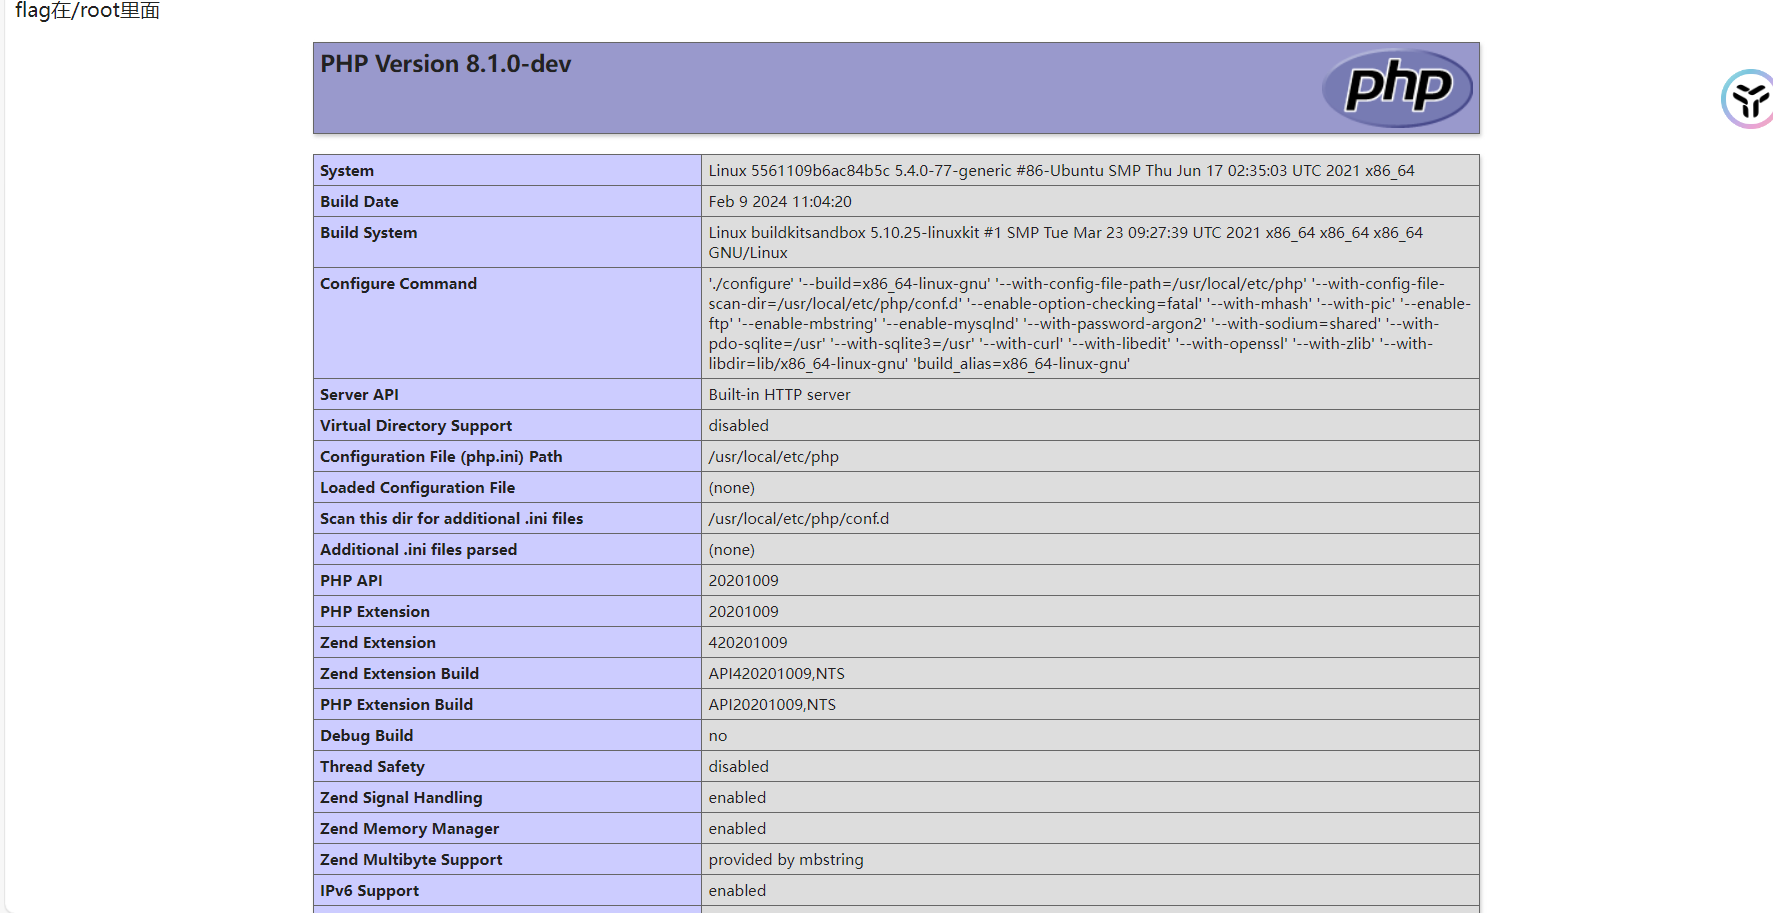 flag在/root里面
PHP Version 8.1.0-dev
php
System Linux 5561109b6ac84b5c 5.4.0-77-generic #86-Ubuntu SMP Thu Jun 17 02:35:03 UTC 2021 x86_64
Build Date Feb 9 2024 11:04:20
Build System Linux buildkitsandbox 5.10.25-linuxkit #1 SMP Tue Mar 23 09:27:39 UTC 2021 x86_64 x86_64 x86_64
GNU/Linux
Configure Command './configure' '--build=x86_64-linux-gnu' '--with-config-file-path=/usr/local/etc/php' '--with-config-file-
scan-dir=/usr/local/etc/php/conf.d' '--enable-option-checking=fatal' '--with-mhash' '--with-pic' '--enable-
ftp' '--enable-mbstring' '--enable-mysqlnd' '--with-password-argon2' '--with-sodium=shared' '--with-
pdo-sqlite=/usr' '--with-sqlite3=/usr' '--with-curl' '--with-libedit' '--with-openssl' '--with-zlib' '--with-
libdir=lib/x86_64-linux-gnu' 'build_alias=x86_64-linux-gnu'
Server API Built-in HTTP server
Virtual Directory Support disabled
Configuration File (php.ini) Path /usr/local/etc/php
Loaded Configuration File (none)
Scan this dir for additional .ini files /usr/local/etc/php/conf.d
Additional .ini files parsed (none)
PHP API 20201009
PHP Extension 20201009
Zend Extension 420201009
Zend Extension Build API420201009,NTS
PHP Extension Build API20201009,NTS
Debug Build no
Thread Safety disabled
Zend Signal Handling enabled
Zend Memory Manager enabled
Zend Multibyte Support provided by mbstring
IPv6 Support enabled